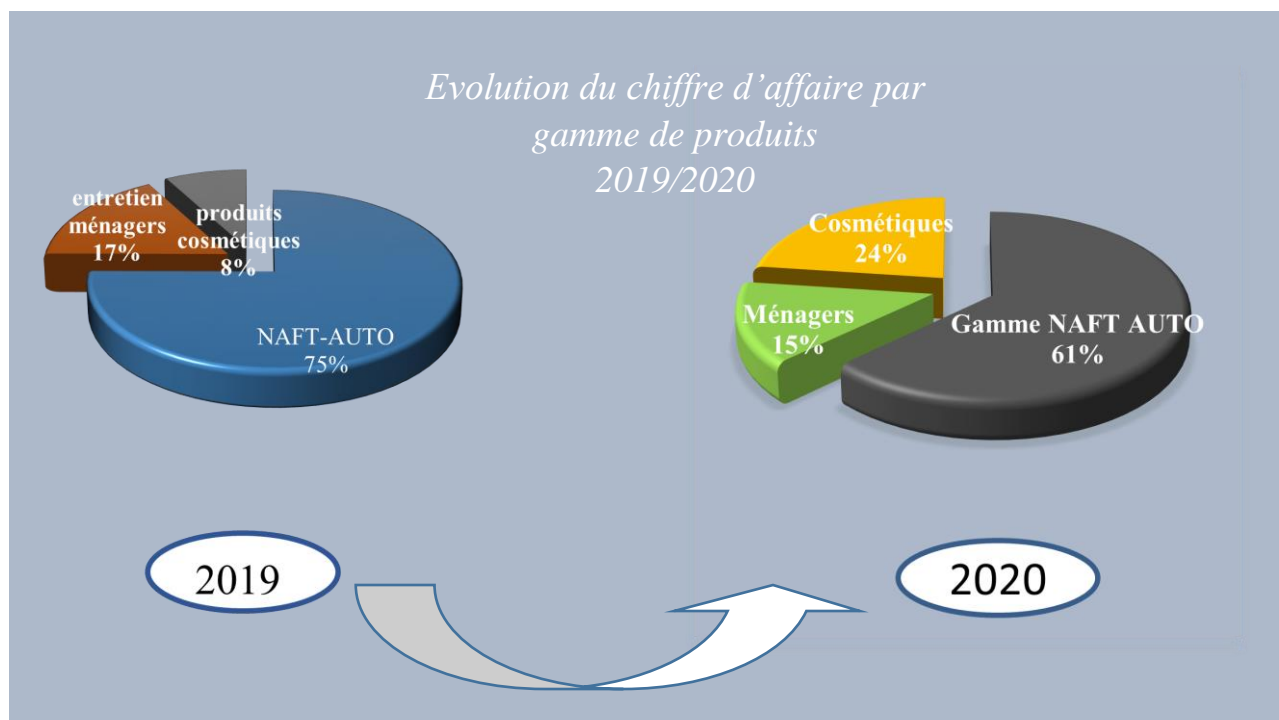 Evolution du chiffre d’affaire par
gamme de produits
2019/2020
entretien
ménagers
17%
produits
cosmétiques
8%
NAFT-AUTO
75%
Cosmétiques
24%
Ménagers
15%
Gamme NAFT AUTO
61%
2019
2020